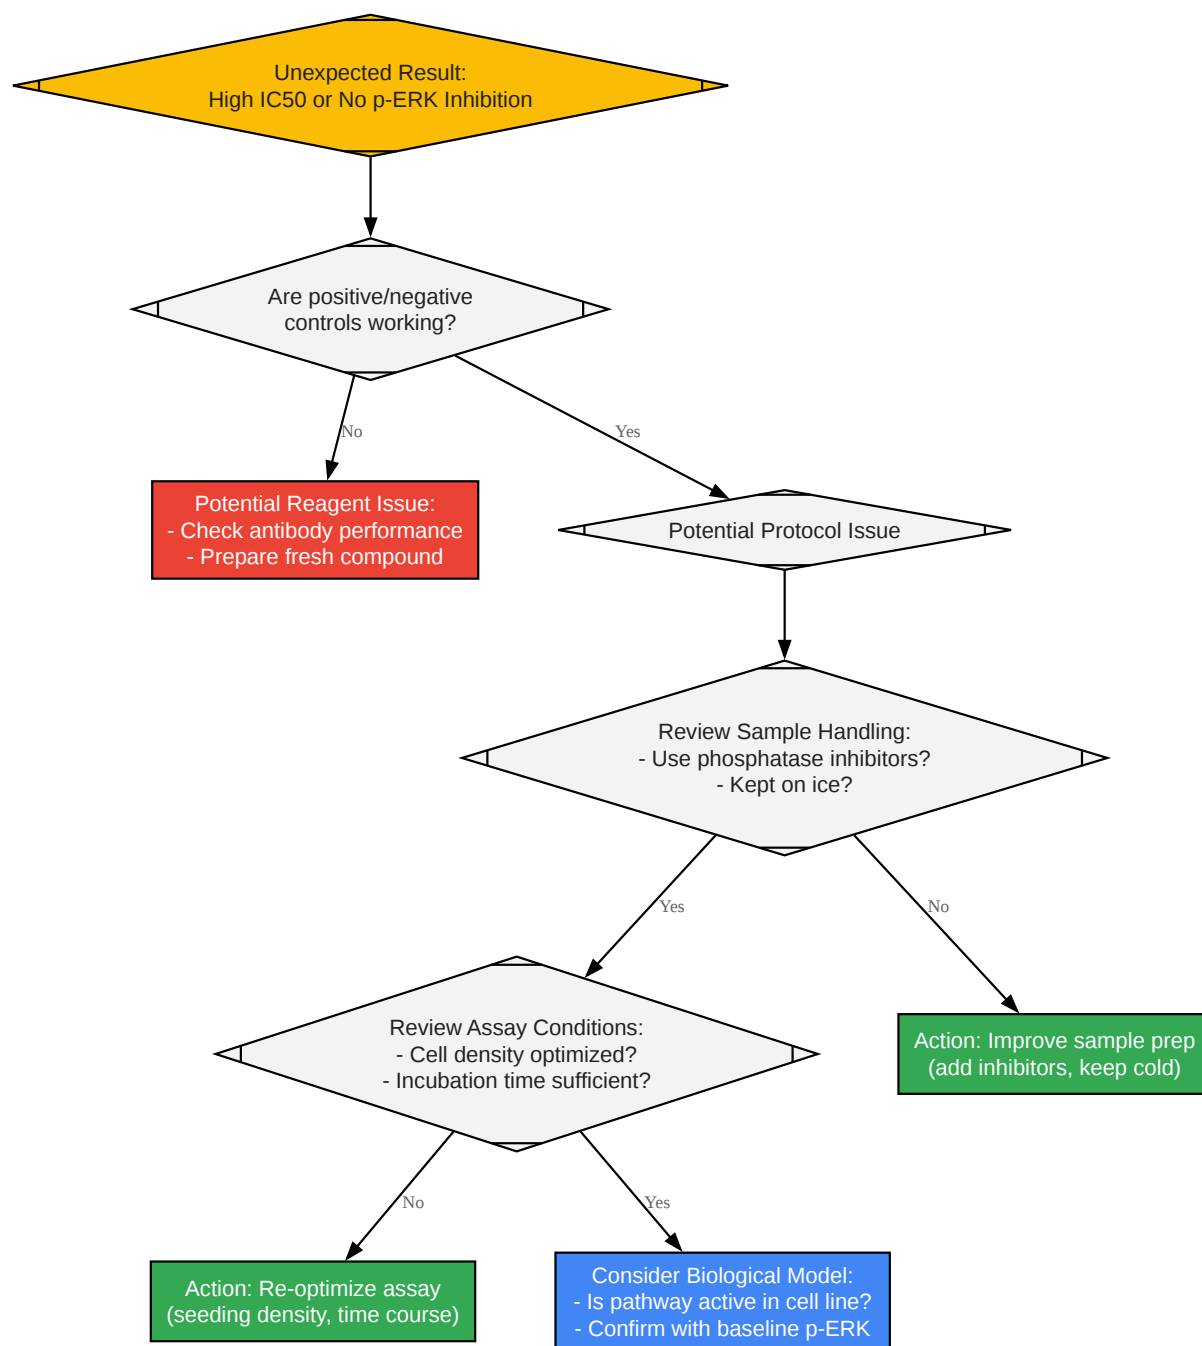 Unexpected Result:
High IC50 or No p-ERK Inhibition
Are positive/negative
controls working?
No
Yes
Potential Reagent Issue:
- Check antibody performance
- Prepare fresh compound
Potential Protocol Issue
Review Sample Handling:
- Use phosphatase inhibitors?
- Kept on ice?
Yes
No
Review Assay Conditions:
- Cell density optimized?
- Incubation time sufficient?
Action: Improve sample prep
(add inhibitors, keep cold)
No
Yes
Action: Re-optimize assay
(seeding density, time course)
Consider Biological Model:
- Is pathway active in cell line?
- Confirm with baseline p-ERK